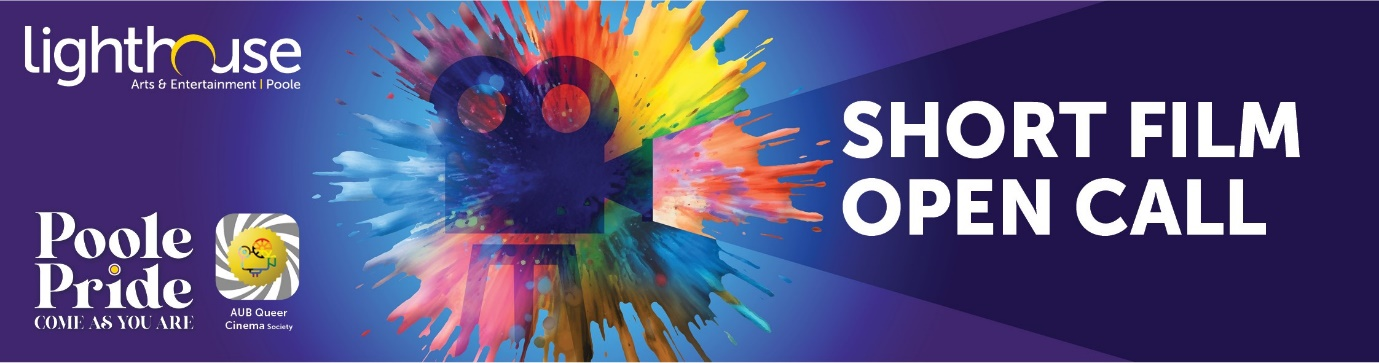 lighthouse
Arts & Entertainment | Poole
SHORT FILM
OPEN CALL
Poole
Pride
COME AS YOU ARE
AUB Queer
Cinema Society